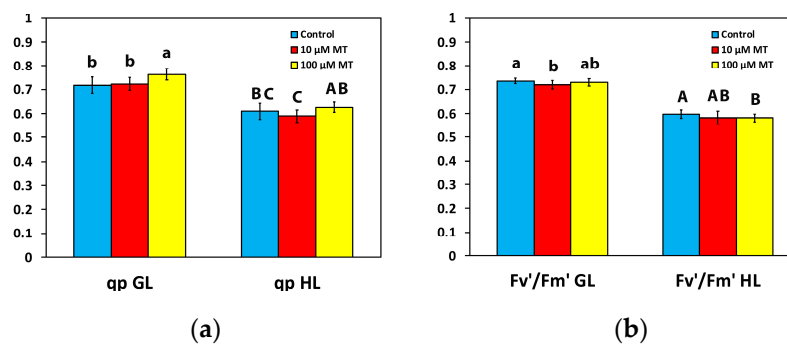 1
0.9
0.8
0.7
0.6
0.5
0.4
0.3
0.2
0.1
0
Control
10 µM MT
100 µM MT
b b a
BC C AB
qp GL qp HL
(a)
1
0.9
0.8
0.7
0.6
0.5
0.4
0.3
0.2
0.1
0
Control
10 µM MT
100 µM MT
a b ab
A AB B
Fv'/Fm' GL Fv'/Fm' HL
(b)